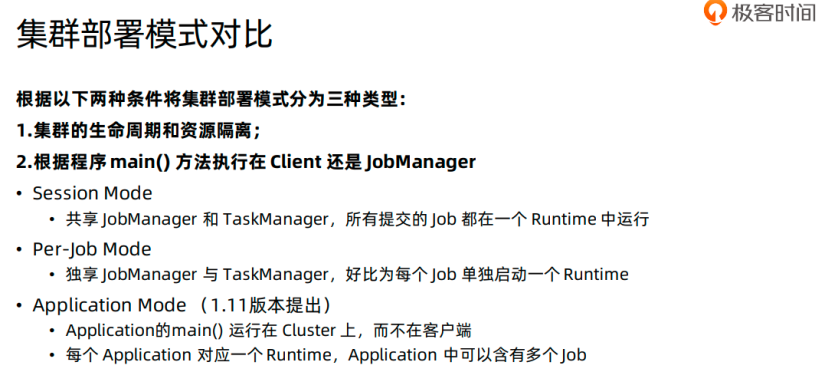 极客时间
集群部署模式对比
根据以下两种条件将集群部署模式分为三种类型：
1.集群的生命周期和资源隔离；
2.根据程序 main() 方法执行在 Client 还是 JobManager
• Session Mode
• 共享 JobManager 和 TaskManager，所有提交的 Job 都在一个 Runtime 中运行
• Per-Job Mode
• 独享 JobManager 与 TaskManager，好比为每个 Job 单独启动一个 Runtime
• Application Mode （1.11版本提出）
• Application的main() 运行在 Cluster 上，而不在客户端
• 每个 Application 对应一个 Runtime，Application 中可以含有多个 Job